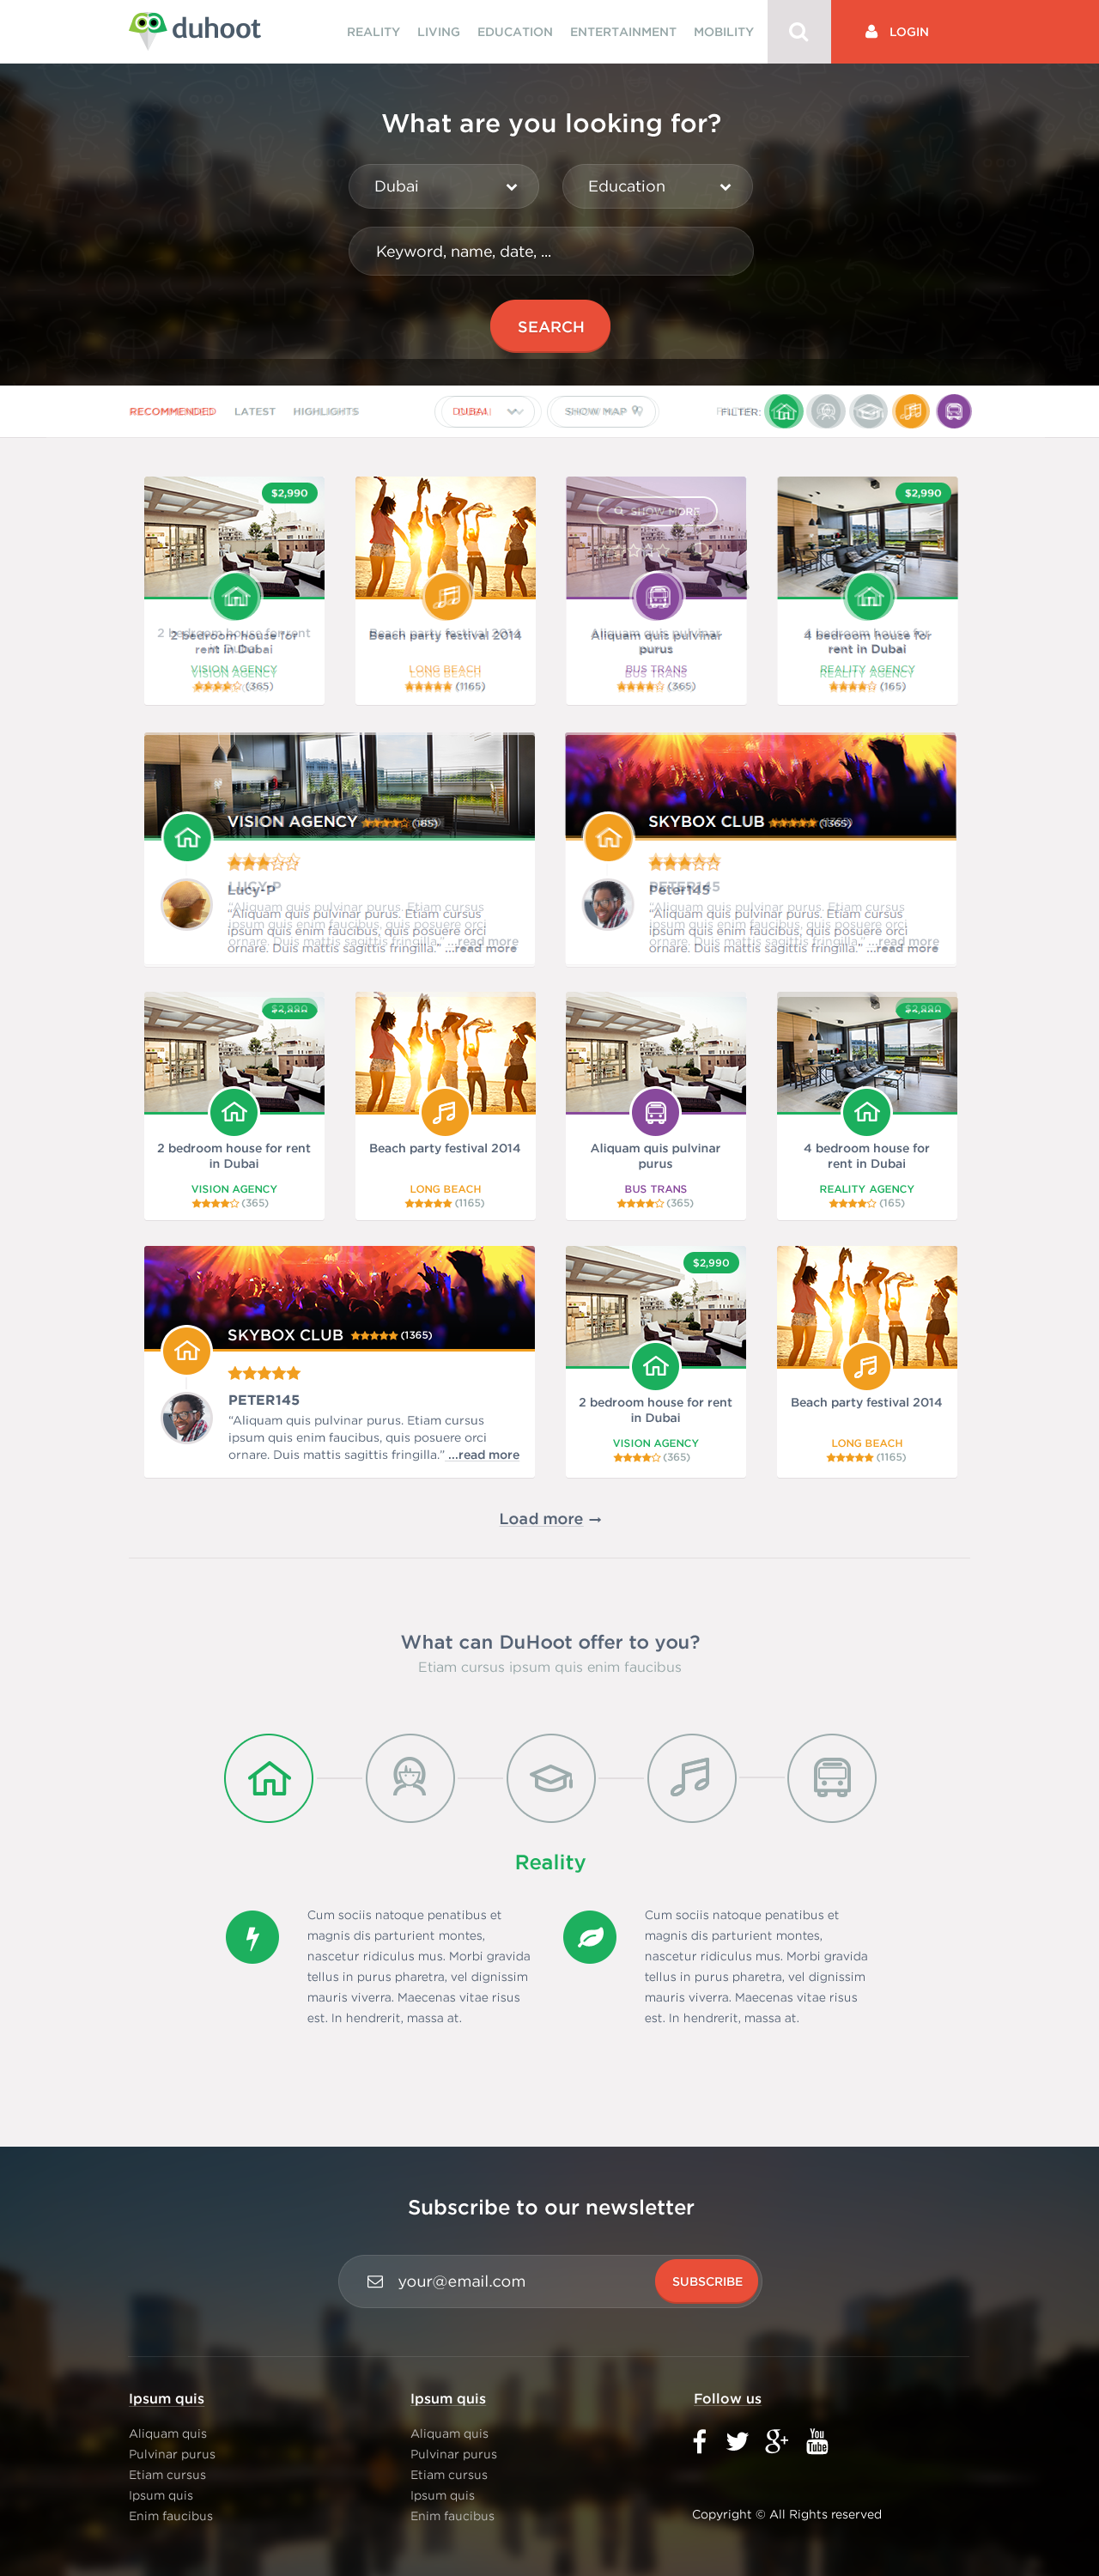 duhoot
REALITY LIVING EDUCATION ENTERTAINMENT MOBILITY
LOGIN
What are you looking for?
Dubai
Education
Keyword, name, date, ...
SEARCH
RECOMMENDED LATEST HIGHLIGHTS
DUBAI
SHOW MAP
FILTER:
$2,990
SHOW MORE
$2,990
2 bedroom house for rent in Dubai
VISION AGENCY
(365)
Beach party festival 2014
LONG BEACH
(1165)
Aliquam quis pulvinar
purus
BUS TRANS
(365)
4 bedroom house for
rent in Dubai
REALITY AGENCY
(165)
VISION AGENCY
Lucy-P
"Aliquam quis pulvinar purus. Etiam cursus
ipsum quis enim faucibus, quis posuere orci
ornare. Duis mattis sagittis fringilla." ...read more
SKYBOX CLUB (1365)
Peter145
"Aliquam quis pulvinar purus. Etiam cursus
ipsum quis enim faucibus, quis posuere orci
ornare. Duis mattis sagittis fringilla." ...read more
$2,990
$2,990
2 bedroom house for rent
in Dubai
VISION AGENCY
(365)
Beach party festival 2014
LONG BEACH
(1165)
Aliquam quis pulvinar
purus
BUS TRANS
(365)
4 bedroom house for
rent in Dubai
REALITY AGENCY
(165)
SKYBOX CLUB (1365)
PETER145
"Aliquam quis pulvinar purus. Etiam cursus
ipsum quis enim faucibus, quis posuere orci
ornare. Duis mattis sagittis fringilla." ...read more
$2,990
2 bedroom house for rent
in Dubai
VISION AGENCY
(365)
Beach party festival 2014
LONG BEACH
(1165)
Load more →
What can DuHoot offer to you?
Etiam cursus ipsum quis enim faucibus
Reality
Cum sociis natoque penatibus et
magnis dis parturient montes,
nascetur ridiculus mus. Morbi gravida
tellus in purus pharetra, vel dignissim
mauris viverra. Maecenas vitae risus
est. In hendrerit, massa at.
Cum sociis natoque penatibus et
magnis dis parturient montes,
nascetur ridiculus mus. Morbi gravida
tellus in purus pharetra, vel dignissim
mauris viverra. Maecenas vitae risus
est. In hendrerit, massa at.
Subscribe to our newsletter
your@email.com
SUBSCRIBE
Ipsum quis
Aliquam quis
Pulvinar purus
Etiam cursus
Ipsum quis
Enim faucibus
Ipsum quis
Aliquam quis
Pulvinar purus
Etiam cursus
Ipsum quis
Enim faucibus
Follow us
You
Tube
Copyright © All Rights reserved